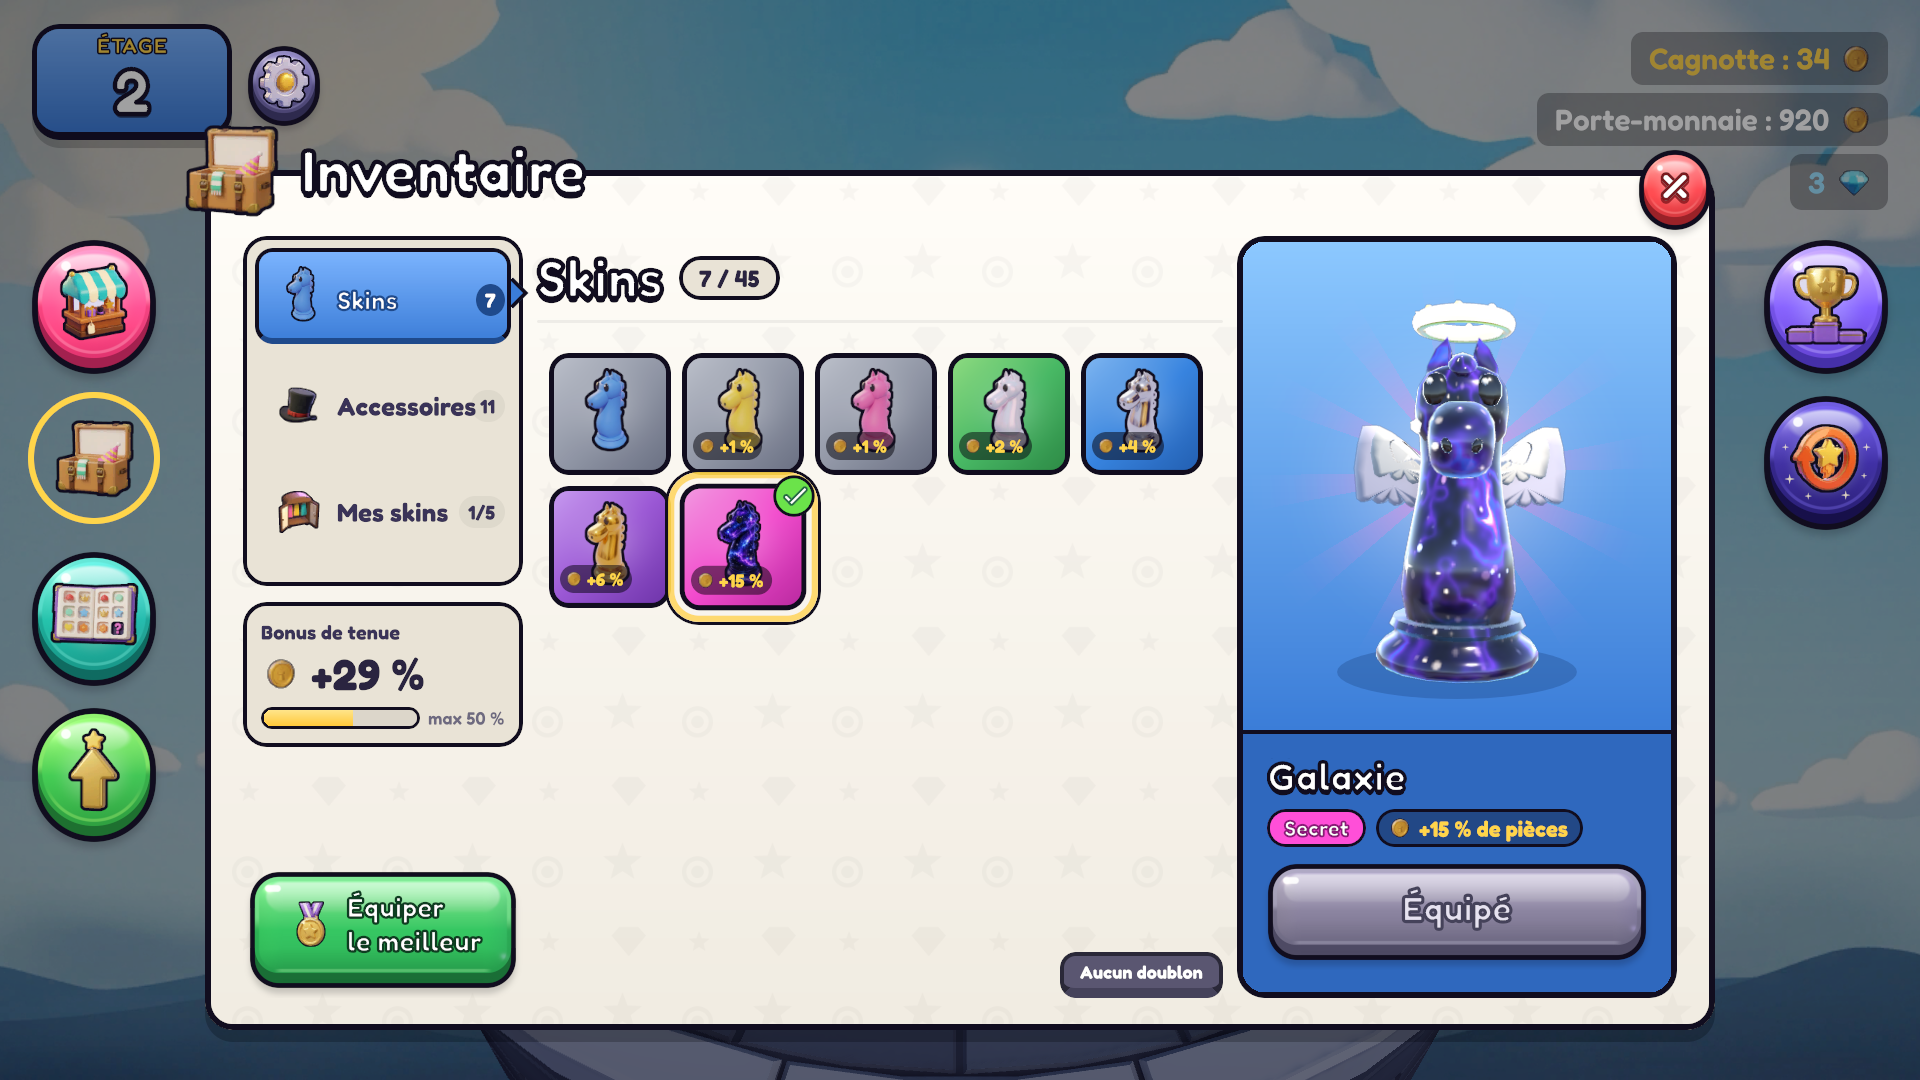 ÉTAGE
2
Cagnotte : 34
Porte-monnaie : 920
3
Inventaire
Skins 7
Accessoires 11
Mes skins 1/5
Bonus de tenue
+29 %
max 50 %
Équiper
le meilleur
Skins 7 / 45
+1 %
+1 %
+2 %
+4 %
+6 %
+15 %
Aucun doublon
Galaxie
Secret
+15 % de pièces
Équipé